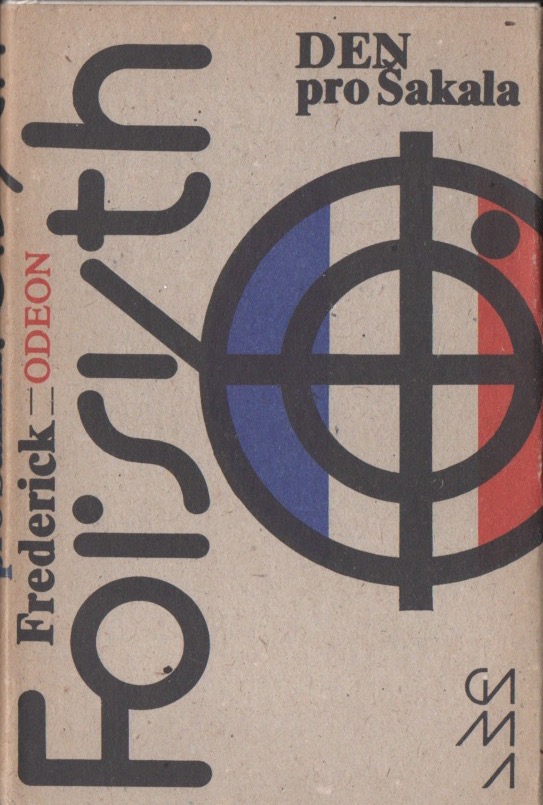 DEN
pro Šakala
Frederick
ODEON
Forsyth